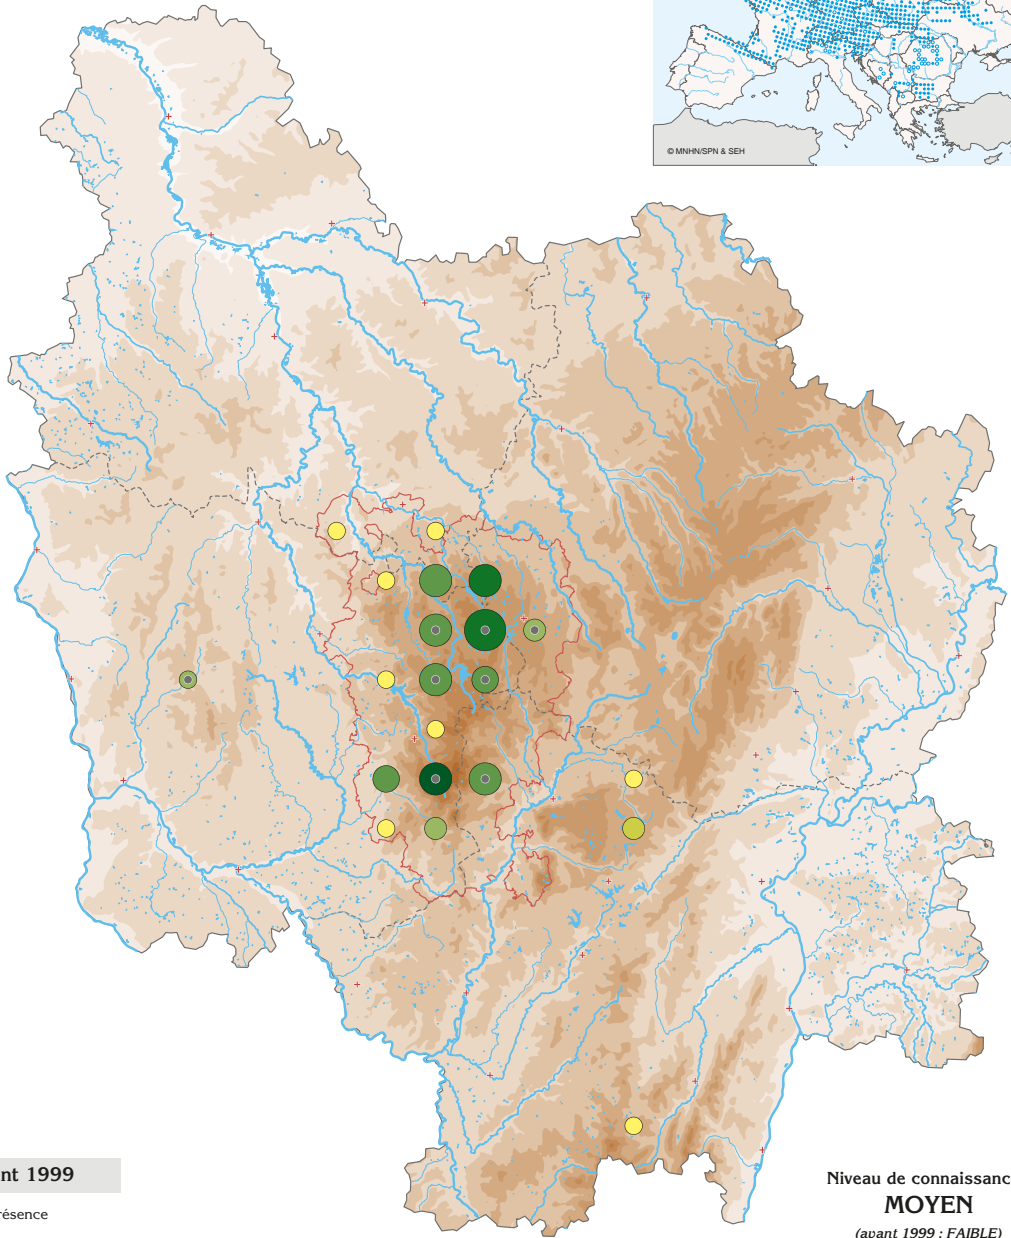 © MNHN/SPN & SEH
nt 1999
résence
Niveau de connaissanc
MOYEN
(avant 1999 : FAIBLE)